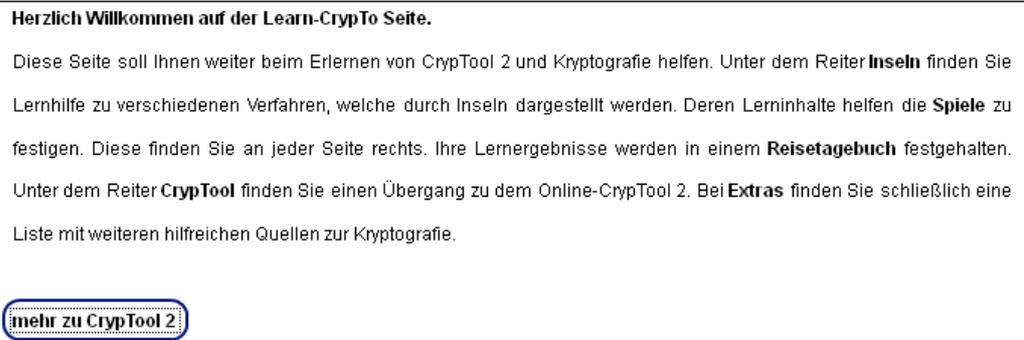 Herzlich Willkommen auf der Learn-CrypTo Seite.
Diese Seite soll Ihnen weiter beim Erlernen von CrypTool 2 und Kryptografie helfen. Unter dem Reiter Inseln finden Sie
Lernhilfe zu verschiedenen Verfahren, welche durch Inseln dargestellt werden. Deren Lerninhalte helfen die Spiele zu
festigen. Diese finden Sie an jeder Seite rechts. Ihre Lernergebnisse werden in einem Reisetagebuch festgehalten.
Unter dem Reiter CrypTool finden Sie einen Übergang zu dem Online-CrypTool 2. Bei Extras finden Sie schließlich eine
Liste mit weiteren hilfreichen Quellen zur Kryptografie.
mehr zu CrypTool 2